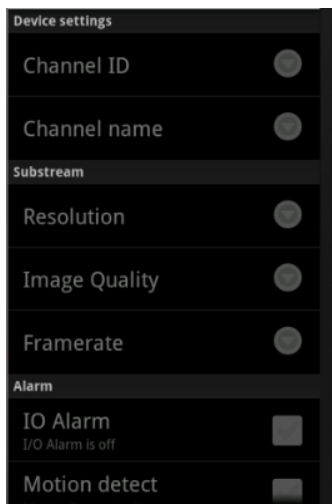 Device settings
Channel ID
Channel name
Substream
Resolution
Image Quality
Framerate
Alarm
IO Alarm
I/O Alarm is off
Motion detect